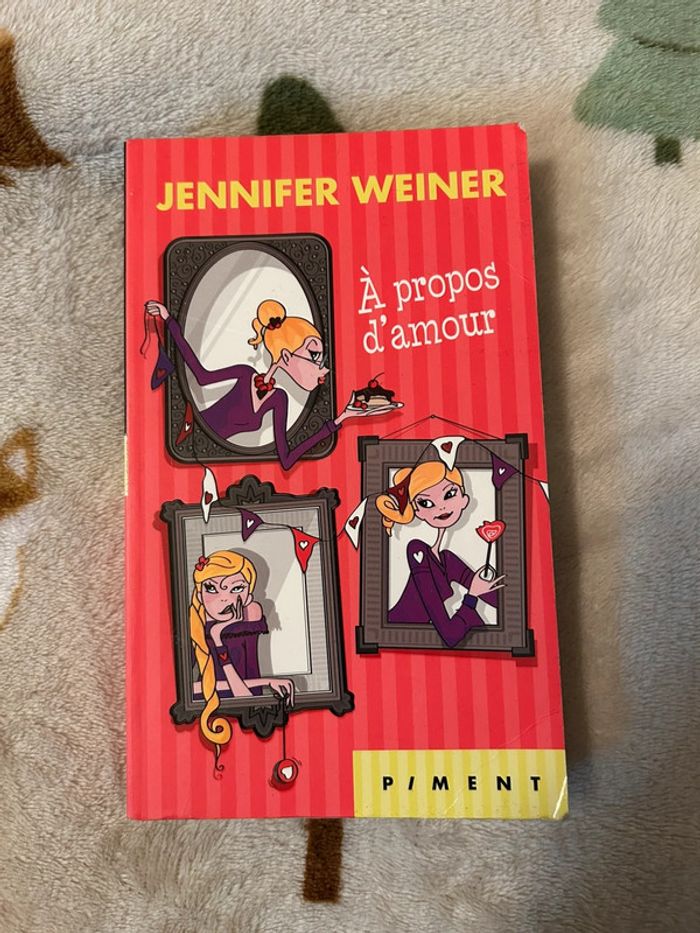 JENNIFER WEINER
À propos
d'amour
PIMENT